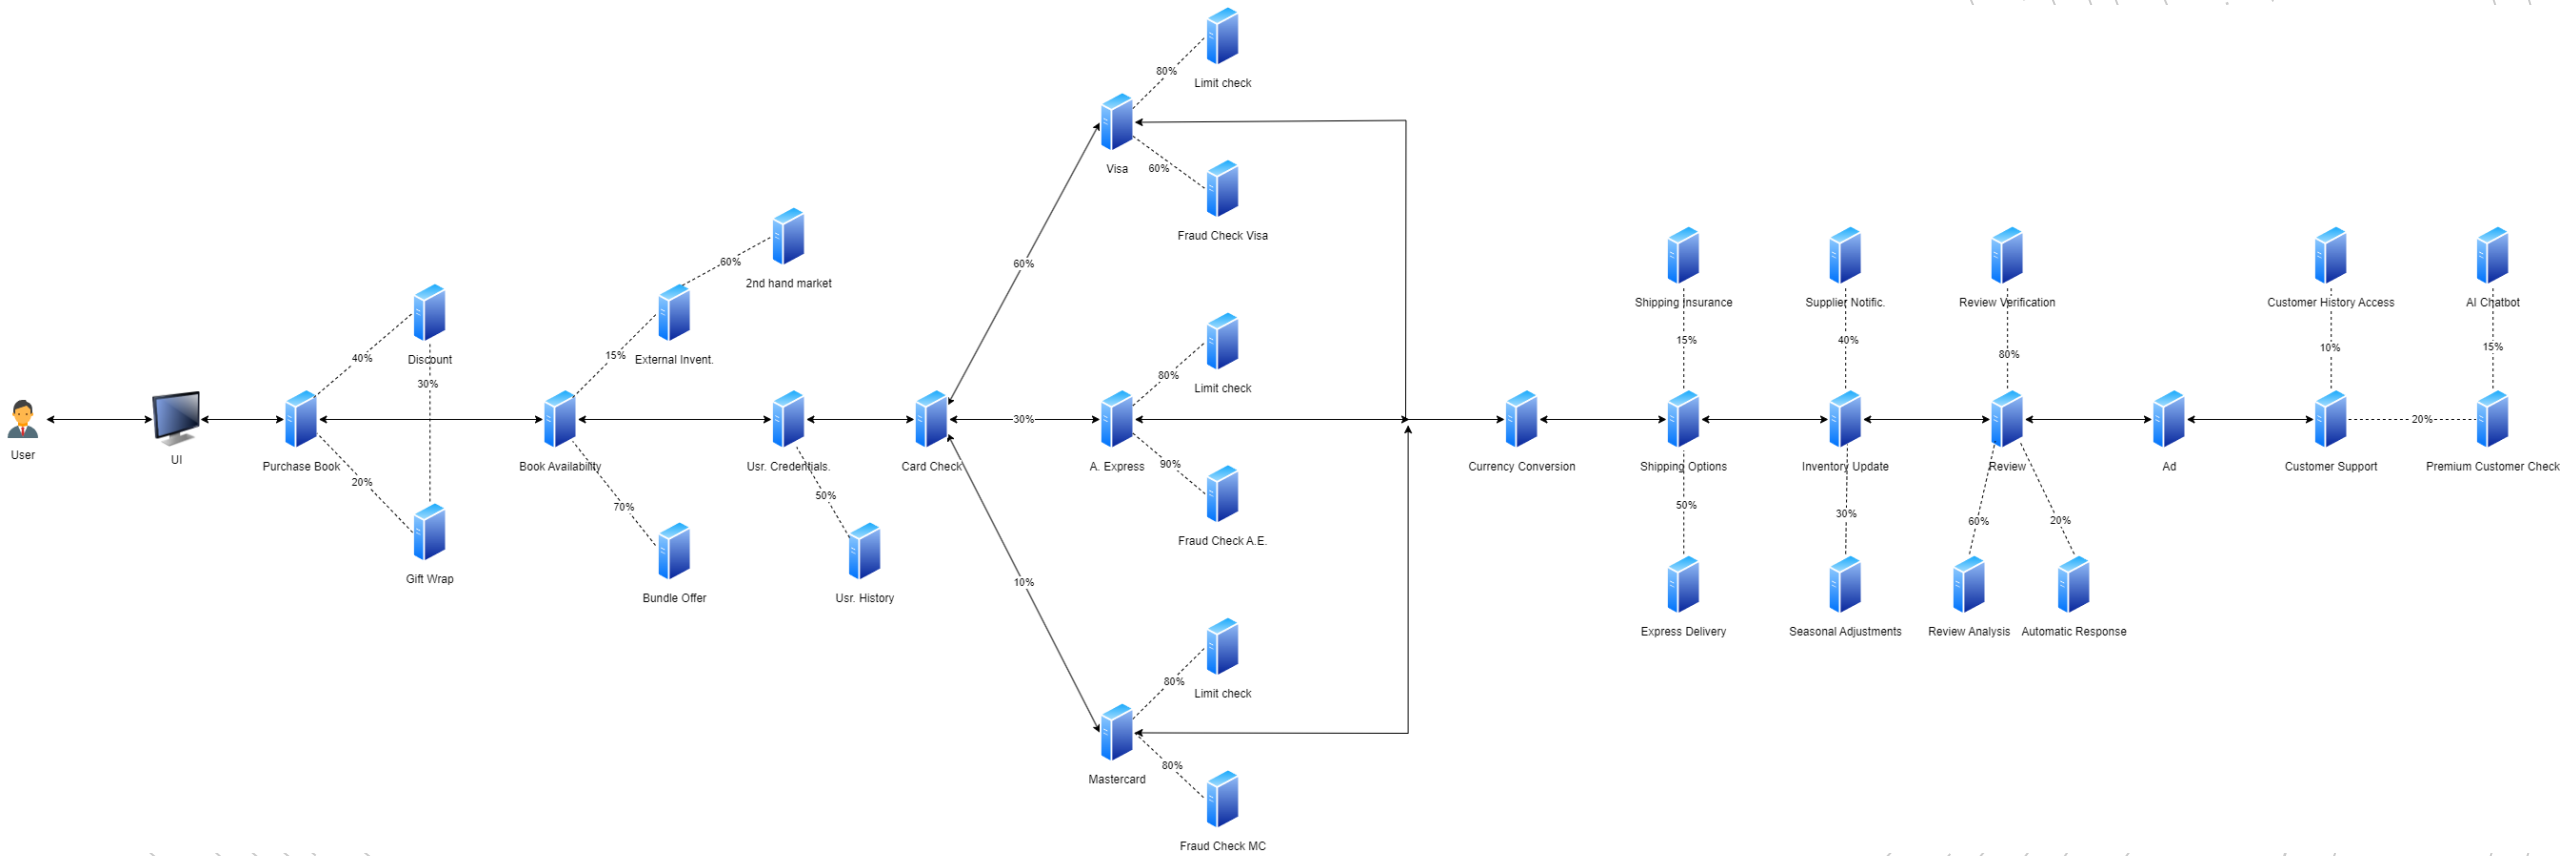 Limit check
80%
Visa
60%
Fraud Check Visa
60%
2nd hand market
60%
External Invent.
15%
Discount
40%
30%
20%
Gift Wrap
User
UI
Purchase Book
Book Availability
70%
Bundle Offer
Usr. Credentials.
50%
Usr. History
Card Check
30%
A. Express
80%
Limit check
90%
Fraud Check A.E.
10%
Mastercard
80%
Limit check
80%
Fraud Check MC
Currency Conversion
Shipping Insurance
15%
Shipping Options
50%
Express Delivery
Supplier Notific.
40%
Inventory Update
30%
Seasonal Adjustments
Review Verification
80%
Review
60%
20%
Review Analysis
Automatic Response
Ad
Customer History Access
10%
Customer Support
20%
AI Chatbot
15%
Premium Customer Check